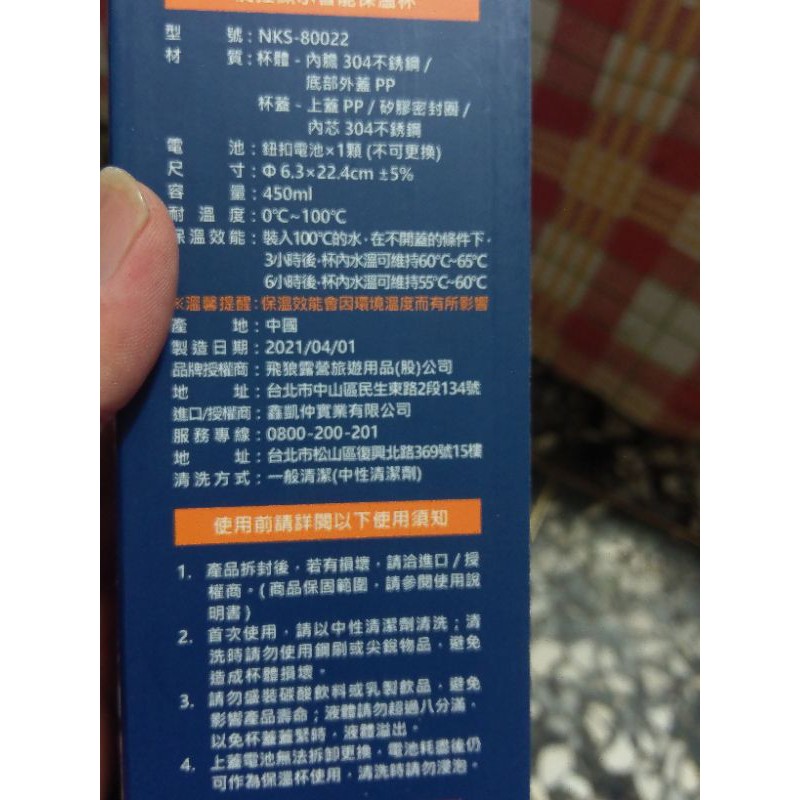 型 號：NKS-80022
材 質：杯體 - 內膽 304不銹鋼 /
底部外蓋 PP
杯蓋 - 上蓋 PP / 矽膠密封圈 /
內芯 304不銹鋼
電 池：鈕扣電池×1顆 (不可更換)
尺 寸：Φ 6.3×22.4cm ±5%
容 量：450ml
耐 溫 度：0℃~100℃
保溫效能：裝入100℃的水，在不開蓋的條件下，
3小時後，杯內水溫可維持60℃~65℃
6小時後，杯內水溫可維持55℃~60℃
※溫馨提醒：保溫效能會因環境溫度而有所影響
產 地：中國
製造日期：2021/04/01
品牌授權商：飛狼露營旅遊用品(股)公司
地 址：台北市中山區民生東路2段134號
進口/授權商：鑫凱仲實業有限公司
服務專線：0800-200-201
地 址：台北市松山區復興北路369號15樓
清洗方式：一般清潔(中性清潔劑)
使用前請詳閱以下使用須知
1. 產品拆封後，若有損壞，請洽進口 / 授
權商。( 商品保固範圍，請參閱使用說
明書 )
2. 首次使用，請以中性清潔劑清洗；清
洗時請勿使用鋼刷或尖銳物品，避免
造成杯體損壞。
3. 請勿盛裝碳酸飲料或乳製飲品，避免
影響產品壽命；液體請勿超過八分滿，
以免杯蓋蓋緊時，液體溢出。
4. 上蓋電池無法拆卸更換，電池耗盡後仍
可作為保溫杯使用，清洗時請勿浸泡。